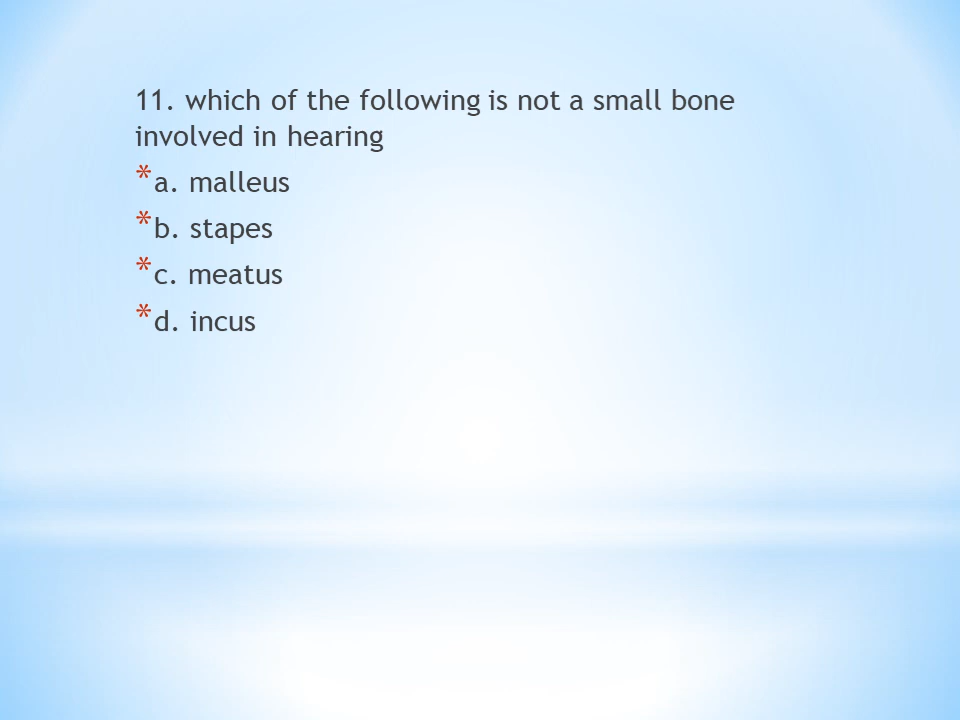 11. which of the following is not a small bone
involved in hearing
*a. malleus
*b. stapes
*c. meatus
*d. incus